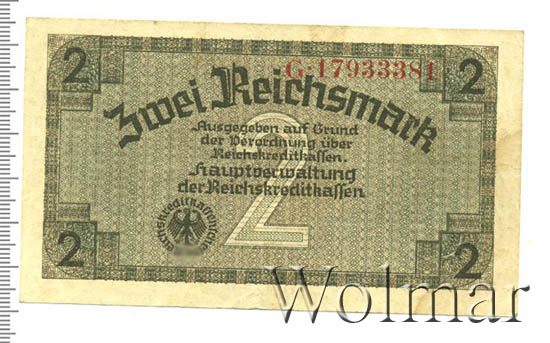 2 2
G·17933381
Zwei Reichsmark
Ausgegeben auf Grund
der Verordnung über
Reichskreditkassen.
Hauptverwaltung
der Reichskreditkassen
2
2 2
Wolmar